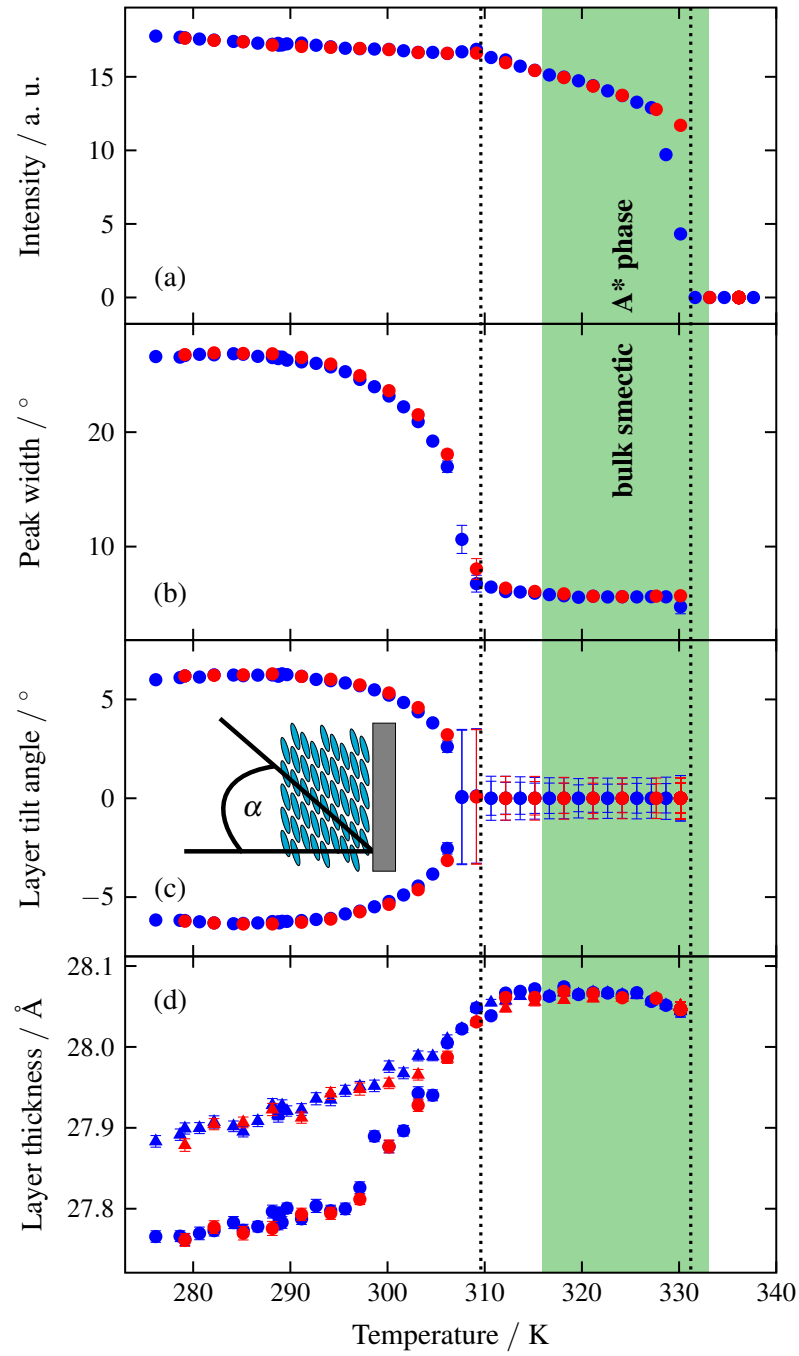 Intensity / a. u.
15
10
5
0
(a)
A* phase
Peak width / °
20
10
(b)
bulk smectic
Layer tilt angle / °
5
0
−5
α
(c)
Layer thickness / Å
28.1
28.0
27.9
27.8
(d)
280 290 300 310 320 330 340
Temperature / K